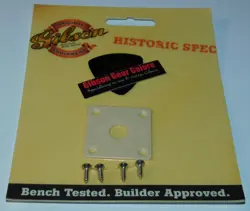 Gibson
HISTORIC SPEC
Gibson Gear Galore
Bench Tested. Builder Approved.